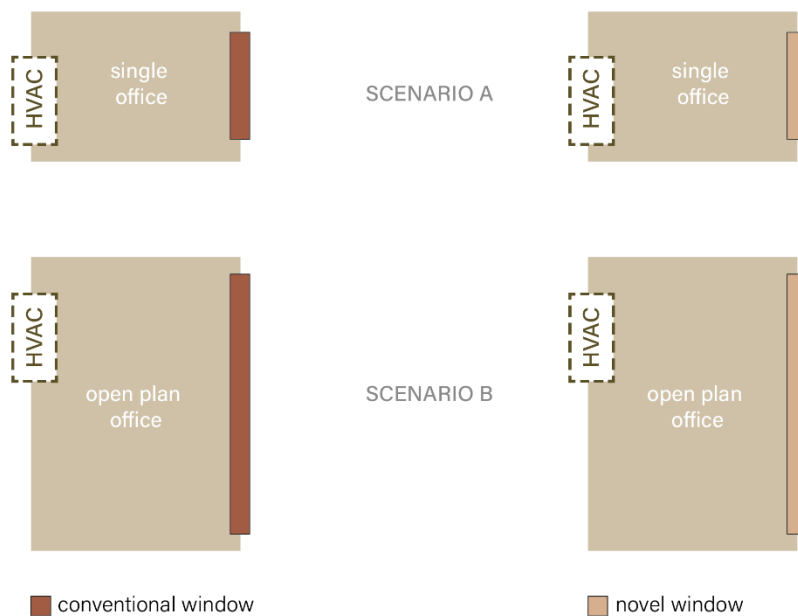 HVAC
single
office
SCENARIO A
HVAC
single
office
HVAC
open plan
office
SCENARIO B
HVAC
open plan
office
conventional window
novel window